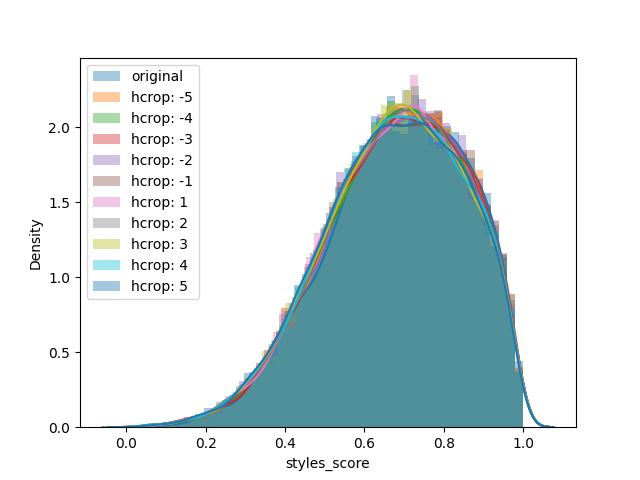 original
hcrop: -5
hcrop: -4
hcrop: -3
hcrop: -2
hcrop: -1
hcrop: 1
hcrop: 2
hcrop: 3
hcrop: 4
hcrop: 5
2.0
1.5
1.0
0.5
0.0
Density
0.0 0.2 0.4 0.6 0.8 1.0
styles_score